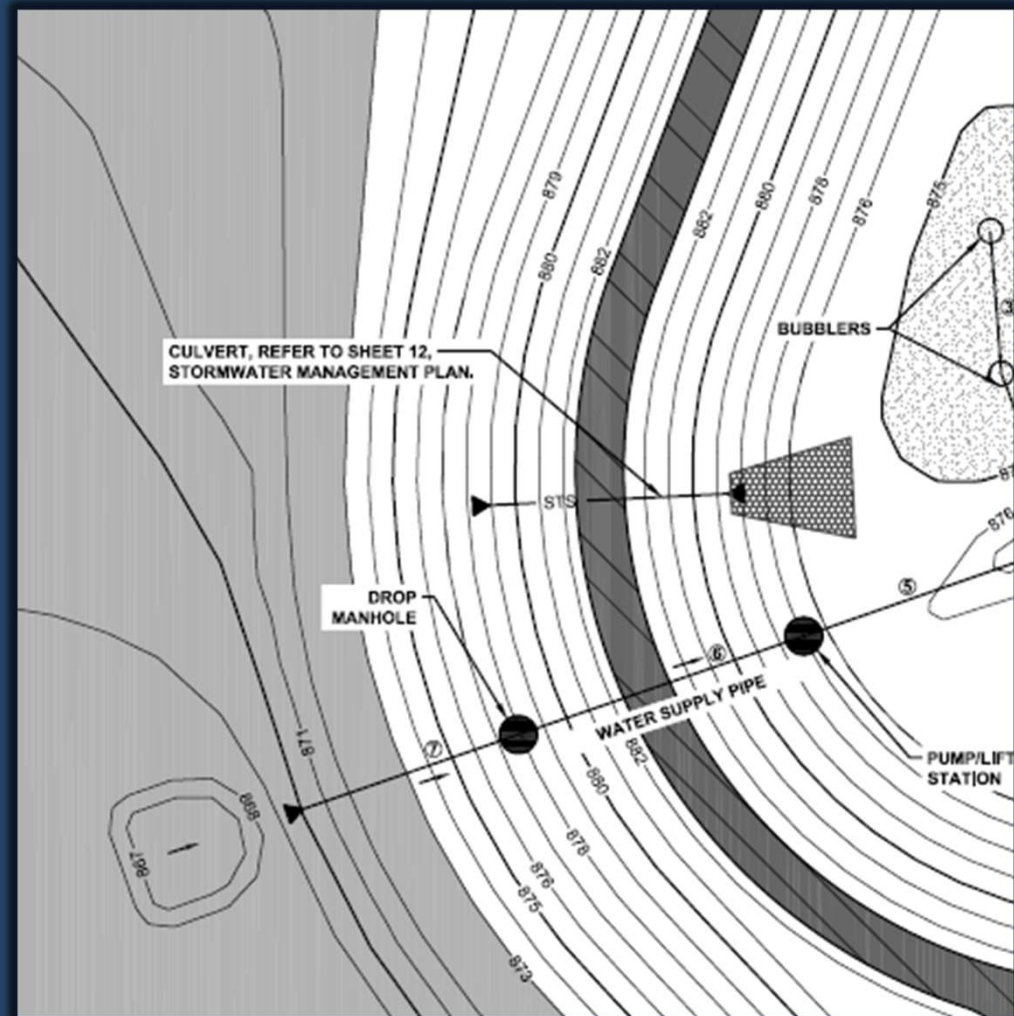 879
880
882
882
880
878
876
875
BUBBLERS
③
CULVERT, REFER TO SHEET 12,
STORMWATER MANAGEMENT PLAN.
STS
876
⑤
DROP
MANHOLE
⑥
WATER SUPPLY PIPE
882
⑦
871
880
PUMP/LIFT
STATION
868
867
878
876
875
873